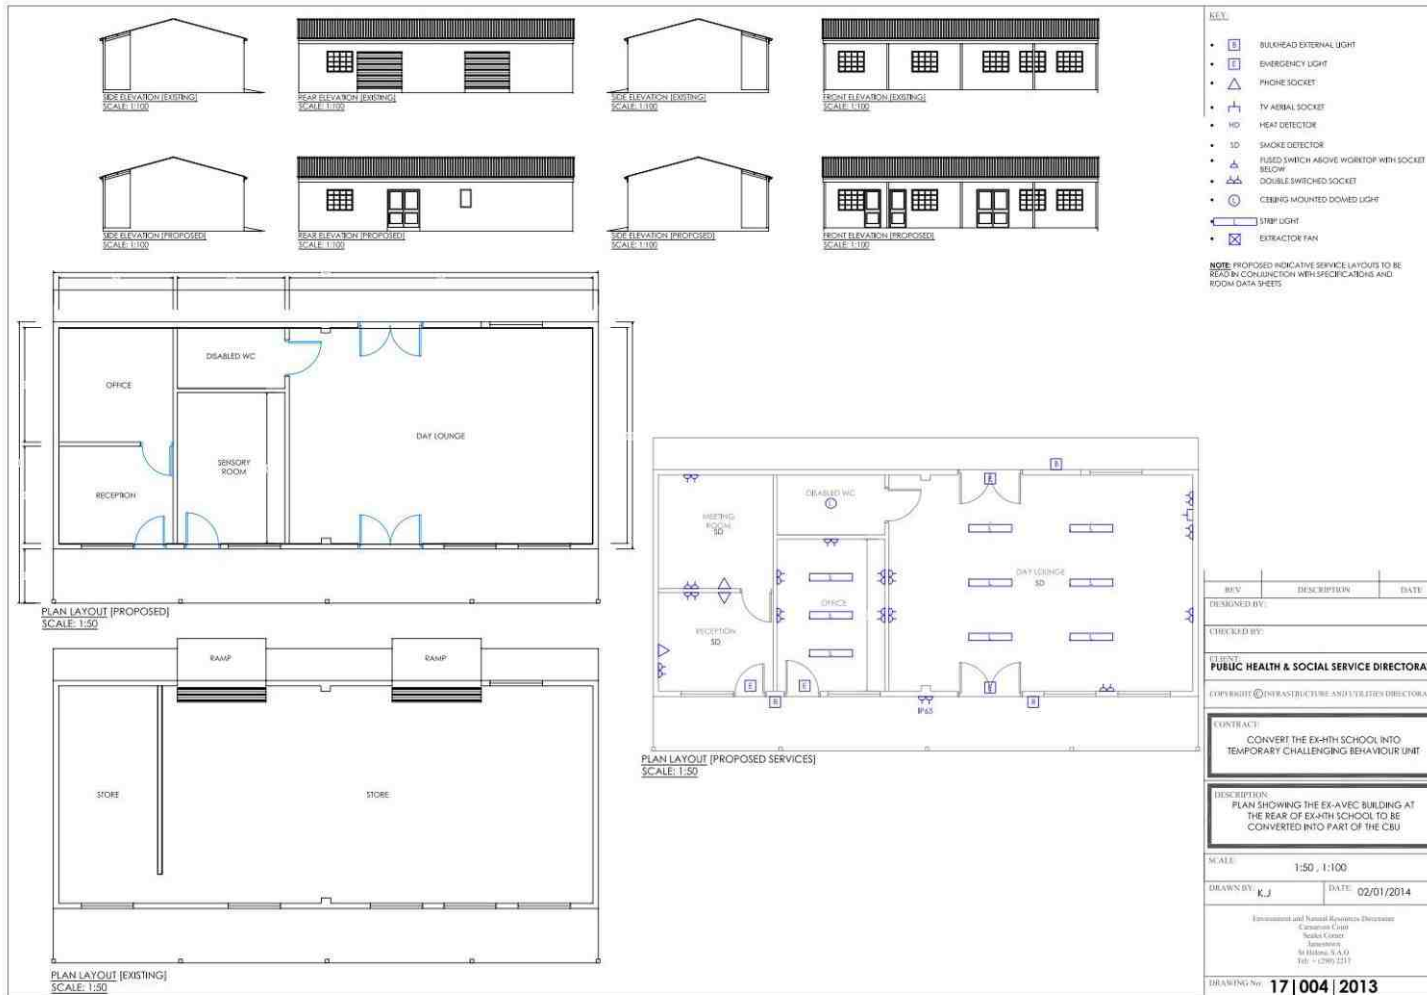 SIDE ELEVATION [EXISTING]
SCALE: 1:100
REAR ELEVATION [EXISTING]
SCALE: 1:100
SIDE ELEVATION [EXISTING]
SCALE: 1:100
FRONT ELEVATION [EXISTING]
SCALE: 1:100
SIDE ELEVATION [PROPOSED]
SCALE: 1:100
REAR ELEVATION [PROPOSED]
SCALE: 1:100
SIDE ELEVATION [PROPOSED]
SCALE: 1:100
FRONT ELEVATION [PROPOSED]
SCALE: 1:100
KEY:
B BULKHEAD EXTERNAL LIGHT
E EMERGENCY LIGHT
PHONE SOCKET
TV AERIAL SOCKET
HD HEAT DETECTOR
SD SMOKE DETECTOR
FUSED SWITCH ABOVE WORKTOP WITH SOCKET
BELOW
DOUBLE SWITCHED SOCKET
L CEILING MOUNTED DOMED LIGHT
L STRIP LIGHT
EXTRACTOR FAN
NOTE: PROPOSED INDICATIVE SERVICE LAYOUTS TO BE
READ IN CONJUNCTION WITH SPECIFICATIONS AND
ROOM DATA SHEETS
OFFICE
DISABLED WC
SENSORY
ROOM
DAY LOUNGE
RECEPTION
PLAN LAYOUT [PROPOSED]
SCALE: 1:50
B
E
DISABLED WC
L
MEETING
ROOM
SD
L
L
L
DAY LOUNGE
SD
L
L
OFFICE
L
RECEPTION
SD
L
L
L
L
E
E
E
B
IP65
B
PLAN LAYOUT [PROPOSED SERVICES]
SCALE: 1:50
RAMP
RAMP
STORE
STORE
PLAN LAYOUT [EXISTING]
SCALE: 1:50
REV DESCRIPTION DATE
DESIGNED BY:
CHECKED BY:
CLIENT:
PUBLIC HEALTH & SOCIAL SERVICE DIRECTORA
COPYRIGHT © INFRASTRUCTURE AND UTILITIES DIRECTORA
CONTRACT:
CONVERT THE EX-HTH SCHOOL INTO
TEMPORARY CHALLENGING BEHAVIOUR UNIT
DESCRIPTION:
PLAN SHOWING THE EX-AVEC BUILDING AT
THE REAR OF EX-HTH SCHOOL TO BE
CONVERTED INTO PART OF THE CBU
SCALE: 1:50 , 1:100
DRAWN BY: K.J DATE: 02/01/2014
Environment and Natural Resources Directorate
Jamestown
St Helena, S.A.O
DRAWING No: 17|004|2013